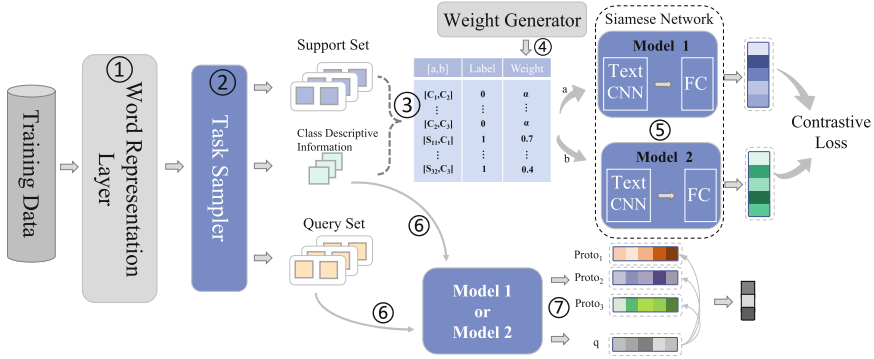 Training Data
①
Word Representation
Layer
②
Task Sampler
Support Set
Class Descriptive
Information
Query Set
③
Weight Generator
④
[a,b] Label Weight
[C₁,C₂] 0 α
⋮ ⋮ ⋮
[C₂,C₃] 0 α
[S₁₁,C₁] 1 0.7
⋮ ⋮ ⋮
[S₃₂,C₃] 1 0.4
a
b
Siamese Network
Model 1
Text
CNN
FC
⑤
Model 2
Text
CNN
FC
Contrastive
Loss
⑥
⑥
Model 1
or
Model 2
⑦
Proto₁
Proto₂
Proto₃
q